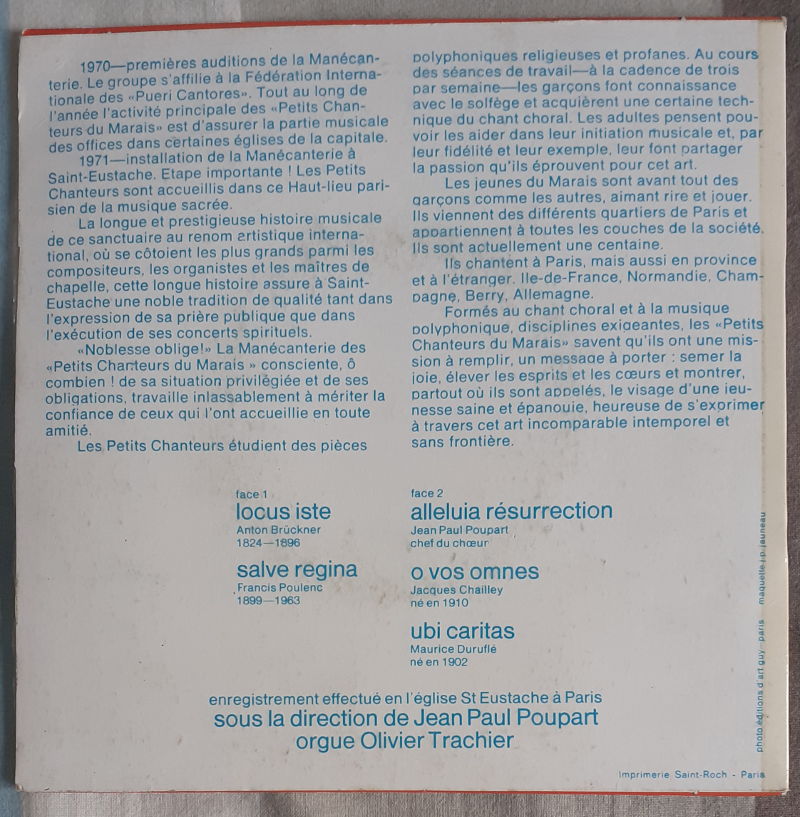 1970—premières auditions de la Manécan-
terie. Le groupe s'affilie à la Fédération Interna-
tionale des «Pueri Cantores». Tout au long de
l'année l'activité principale des «Petits Chan-
teurs du Marais» est d'assurer la partie musicale
des offices dans certaines églises de la capitale.
1971—installation de la Manécanterie à
Saint-Eustache. Etape importante ! Les Petits
Chanteurs sont accueillis dans ce Haut-lieu pari-
sien de la musique sacrée.
La longue et prestigieuse histoire musicale
de ce sanctuaire au renom artistique interna-
tional, où se côtoient les plus grands parmi les
compositeurs, les organistes et les maîtres de
chapelle, cette longue histoire assure à Saint-
Eustache une noble tradition de qualité tant dans
l'expression de sa prière publique que dans
l'exécution de ses concerts spirituels.
«Noblesse oblige!» La Manécanterie des
«Petits Chanteurs du Marais » consciente, ô
combien ! de sa situation privilégiée et de ses
obligations, travaille inlassablement à mériter la
confiance de ceux qui l'ont accueillie en toute
amitié.
Les Petits Chanteurs étudient des pièces
polyphoniques religieuses et profanes. Au cours
des séances de travail—à la cadence de trois
par semaine—les garçons font connaissance
avec le solfège et acquièrent une certaine tech-
nique du chant choral. Les adultes pensent pou-
voir les aider dans leur initiation musicale et, par
leur fidélité et leur exemple, leur font partager
la passion qu'ils éprouvent pour cet art.
Les jeunes du Marais sont avant tout des
garçons comme les autres, aimant rire et jouer.
Ils viennent des différents quartiers de Paris et
appartiennent à toutes les couches de la société.
Ils sont actuellement une centaine.
Ils chantent à Paris, mais aussi en province
et à l'étranger. Ile-de-France, Normandie, Cham-
pagne, Berry, Allemagne.
Formés au chant choral et à la musique
polyphonique, disciplines exigeantes, les «Petits
Chanteurs du Marais» savent qu'ils ont une mis-
sion à remplir, un message à porter : semer la
joie, élever les esprits et les cœurs et montrer,
partout où ils sont appelés, le visage d'une jeu-
nesse saine et épanouie, heureuse de s'exprimer
à travers cet art incomparable intemporel et
sans frontière.
face 1
locus iste
Anton Brückner
1824—1896
salve regina
Francis Poulenc
1899—1963
face 2
alleluia résurrection
Jean Paul Poupart
chef du chœur
o vos omnes
Jacques Chailley
né en 1910
ubi caritas
Maurice Duruflé
né en 1902
enregistrement effectué en l'église St Eustache à Paris
sous la direction de Jean Paul Poupart
orgue Olivier Trachier
photo éditions d'art guy - paris maquette j.p. jauneau
Imprimerie Saint-Roch - Paris